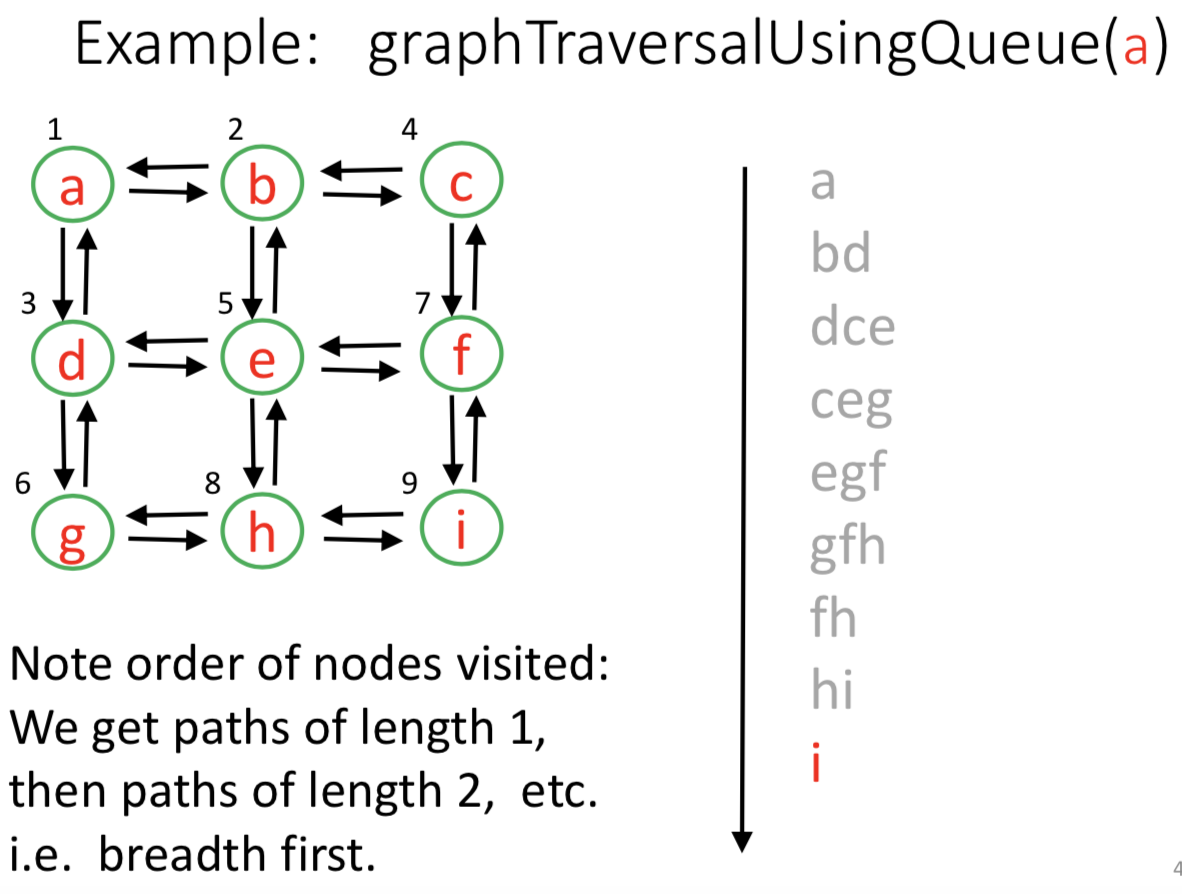 Example: graphTraversalUsingQueue(a)
1 2 4
a b c
3 5 7
d e f
6 8 9
g h i
Note order of nodes visited:
We get paths of length 1,
then paths of length 2, etc.
i.e. breadth first.
a
bd
dce
ceg
egf
gfh
fh
hi
i
4